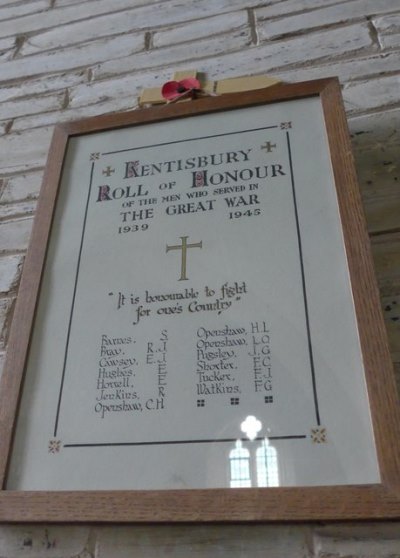 KENTISBURY
ROLL OF HONOUR
OF THE MEN WHO SERVED IN
THE GREAT WAR
1939 1945
"It is honourable to fight
for one's Country"
Barnes, S
Bray, R.J
Cowsey, E.J
Hughes, E
Howell, E
Jenkins, R
Openshaw, C.H
Openshaw, H.L
Openshaw, L.O
Pugsley, J.G
Shorter, F.C
Tucker, F.J
Watkins, F.G